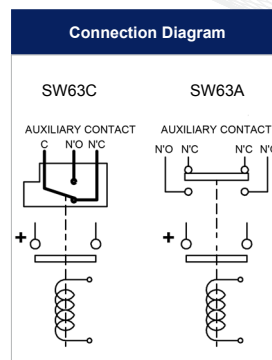 Connection Diagram
SW63C SW63A
AUXILIARY CONTACT AUXILIARY CONTACT
C N'O N'C N'O N'C N'C
+ +